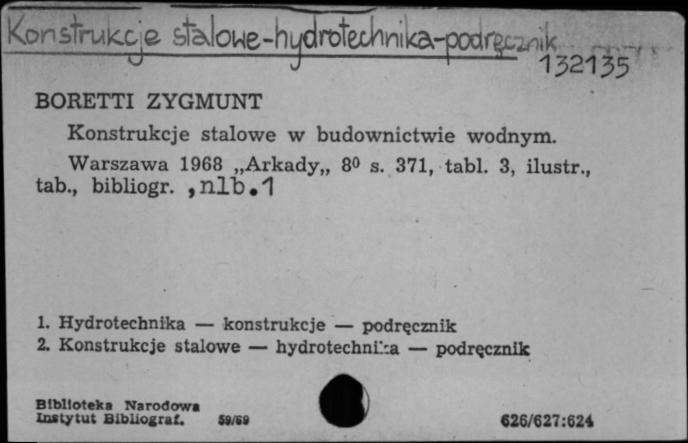 Konstrukcje stalowe-hydrotechnika-podręcznik
132135
BORETTI ZYGMUNT
Konstrukcje stalowe w budownictwie wodnym.
Warszawa 1968 „Arkady„ 8⁰ s. 371, tabl. 3, ilustr.,
tab., bibliogr. ,nlb.1
1. Hydrotechnika — konstrukcje — podręcznik
2. Konstrukcje stalowe — hydrotechnika — podręcznik
Biblioteka Narodowa
Instytut Bibliograf. 59/69 626/627:624